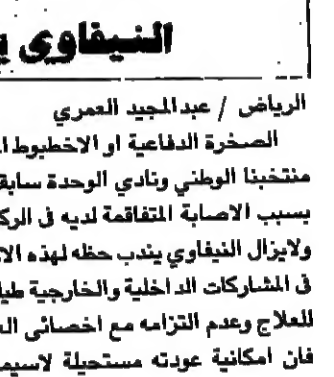 النيفاوي
الرياض / عبدالمجيد العمري
الصخرة الدفاعية او الاخطبوط
منتخبنا الوطني ونادي الوحدة سابقا
بسبب الاصابة المتفاقمة لديه في
ولايزال النيفاوي يندب حظه لهذه
في المشاركات الداخلية والخارجية
للعلاج وعدم التزامه مع اخصائي
فان امكانية عودته مستحيلة لاسيما